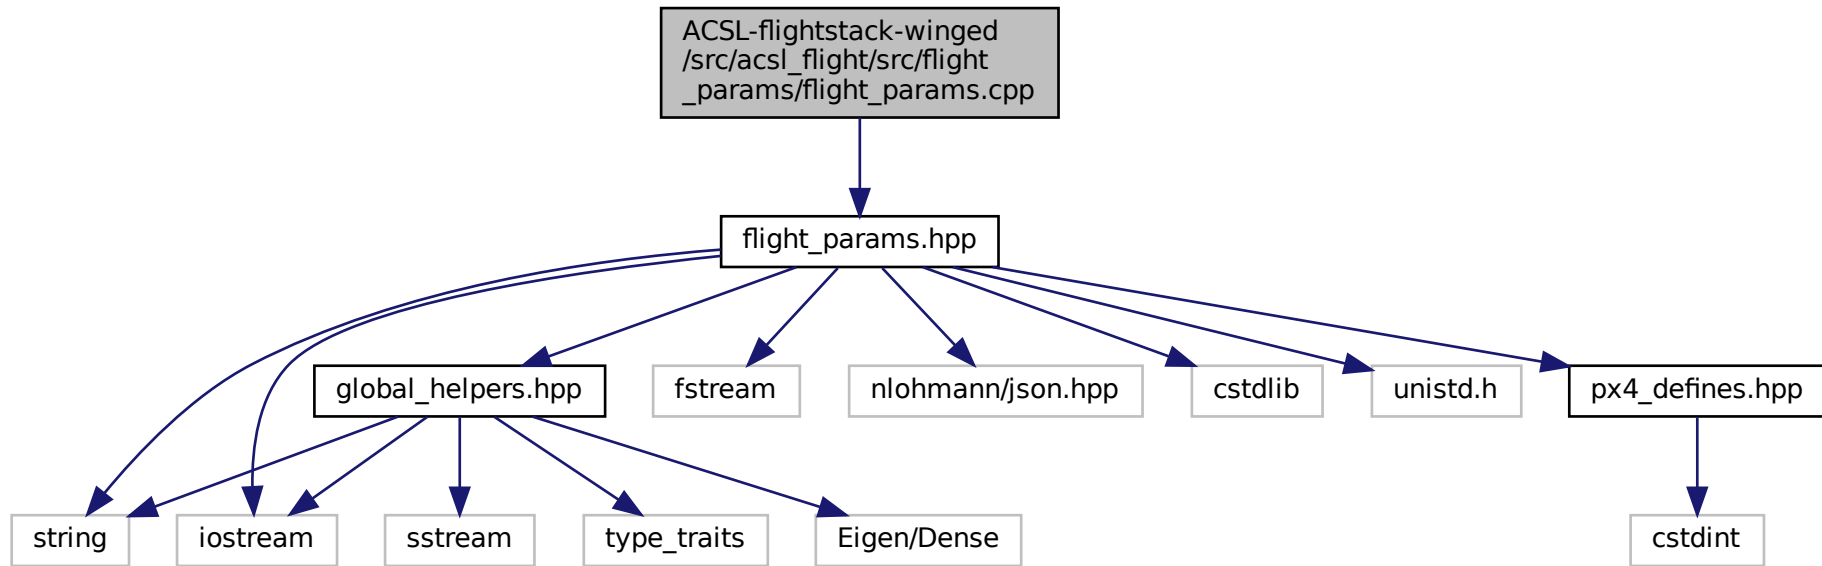 ACSL-flightstack-winged
/src/acsl_flight/src/flight
_params/flight_params.cpp
flight_params.hpp
global_helpers.hpp
fstream
nlohmann/json.hpp
cstdlib
unistd.h
px4_defines.hpp
string
iostream
sstream
type_traits
Eigen/Dense
cstdint